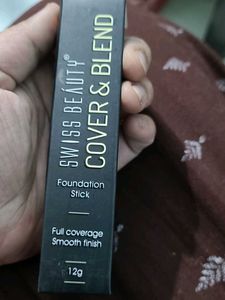 SWISS BEAUTY®
COVER & BLEND
Foundation
Stick
Full coverage
Smooth finish
12g